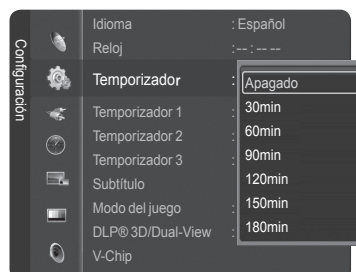 Configuración
Idioma : Español
Reloj :-- : -- --
Temporizador :
Apagado
30min
60min
90min
120min
150min
180min
Temporizador 1 :
Temporizador 2 :
Temporizador 3 :
Subtítulo
Modo del juego :
DLP® 3D/Dual-View :
V-Chip